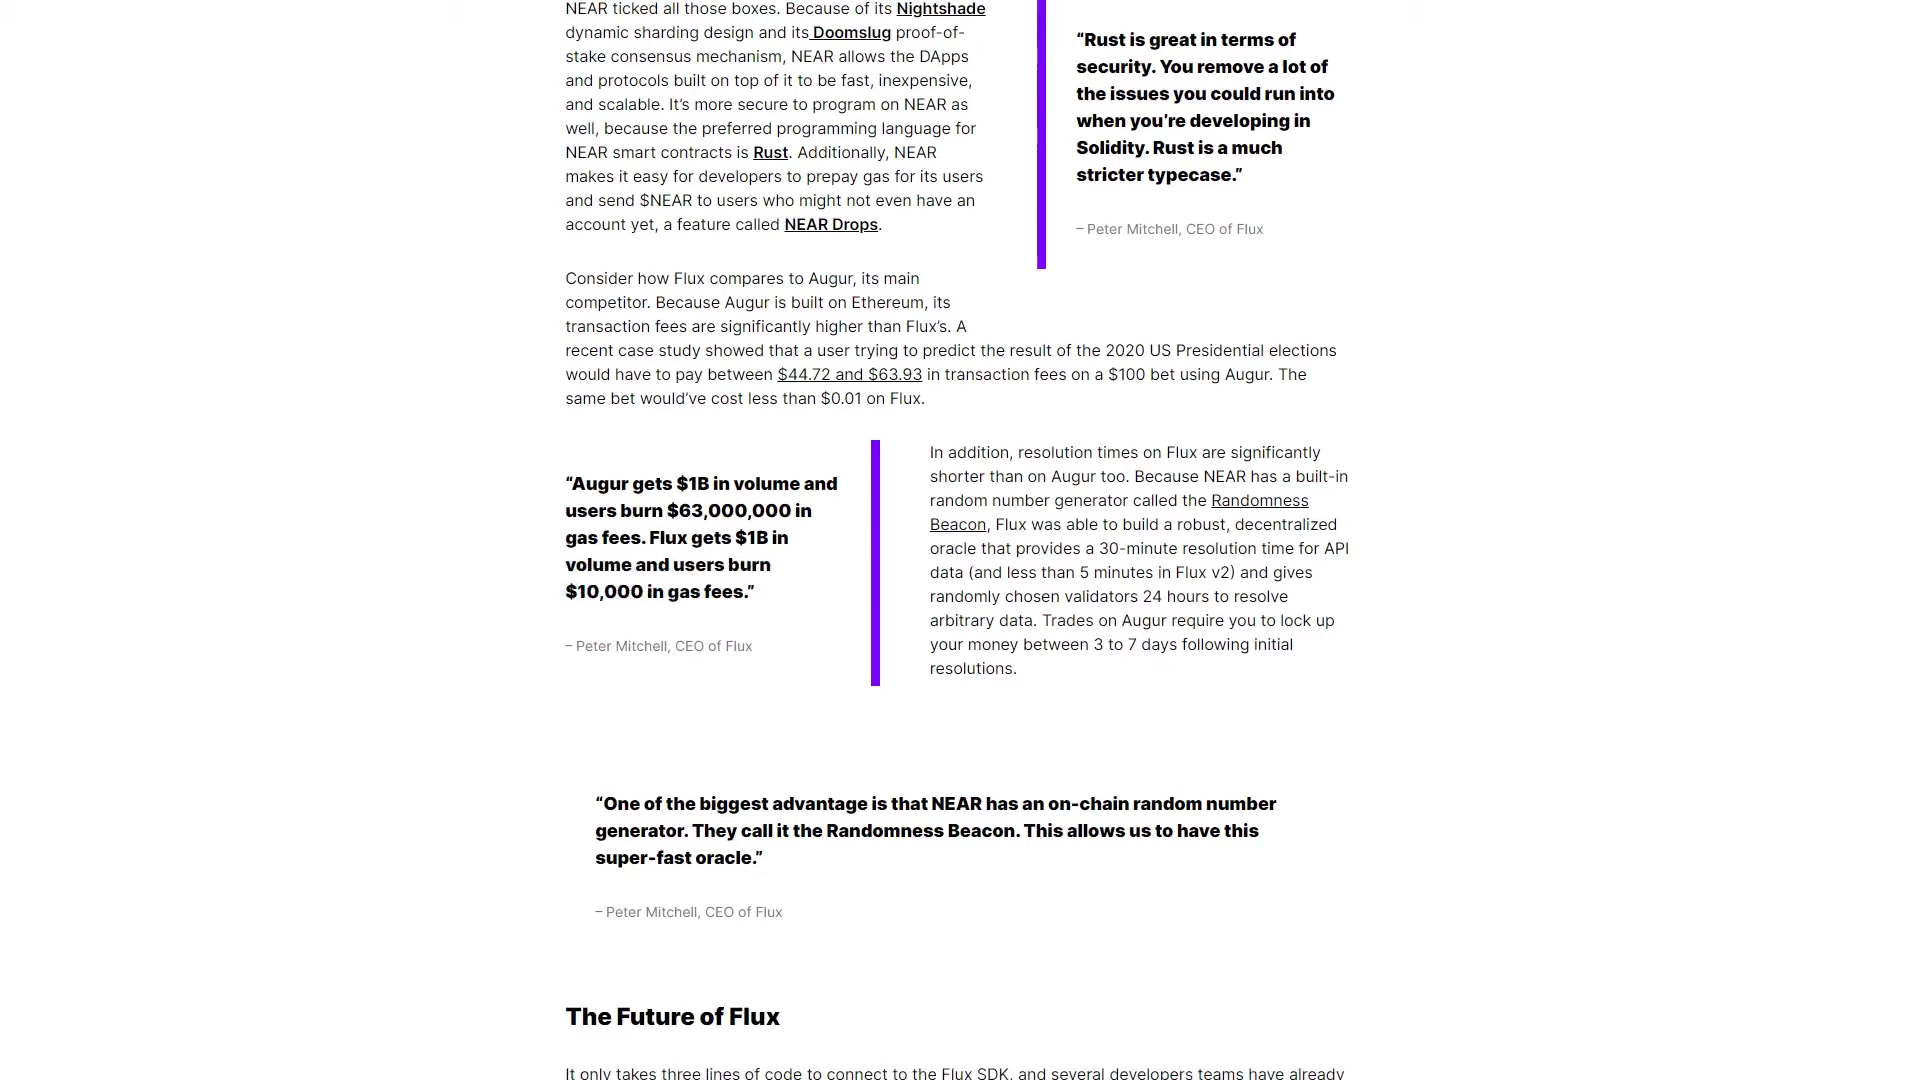 NEAR ticked all those boxes. Because of its Nightshade
dynamic sharding design and its Doomslug proof-of-
stake consensus mechanism, NEAR allows the DApps
and protocols built on top of it to be fast, inexpensive,
and scalable. It’s more secure to program on NEAR as
well, because the preferred programming language for
NEAR smart contracts is Rust. Additionally, NEAR
makes it easy for developers to prepay gas for its users
and send $NEAR to users who might not even have an
account yet, a feature called NEAR Drops.
“Rust is great in terms of
security. You remove a lot of
the issues you could run into
when you’re developing in
Solidity. Rust is a much
stricter typecase.”
– Peter Mitchell, CEO of Flux
Consider how Flux compares to Augur, its main
competitor. Because Augur is built on Ethereum, its
transaction fees are significantly higher than Flux’s. A
recent case study showed that a user trying to predict the result of the 2020 US Presidential elections
would have to pay between $44.72 and $63.93 in transaction fees on a $100 bet using Augur. The
same bet would’ve cost less than $0.01 on Flux.
“Augur gets $1B in volume and
users burn $63,000,000 in
gas fees. Flux gets $1B in
volume and users burn
$10,000 in gas fees.”
– Peter Mitchell, CEO of Flux
In addition, resolution times on Flux are significantly
shorter than on Augur too. Because NEAR has a built-in
random number generator called the Randomness
Beacon, Flux was able to build a robust, decentralized
oracle that provides a 30-minute resolution time for API
data (and less than 5 minutes in Flux v2) and gives
randomly chosen validators 24 hours to resolve
arbitrary data. Trades on Augur require you to lock up
your money between 3 to 7 days following initial
resolutions.
“One of the biggest advantage is that NEAR has an on-chain random number
generator. They call it the Randomness Beacon. This allows us to have this
super-fast oracle.”
– Peter Mitchell, CEO of Flux
The Future of Flux
It only takes three lines of code to connect to the Flux SDK, and several developers teams have already